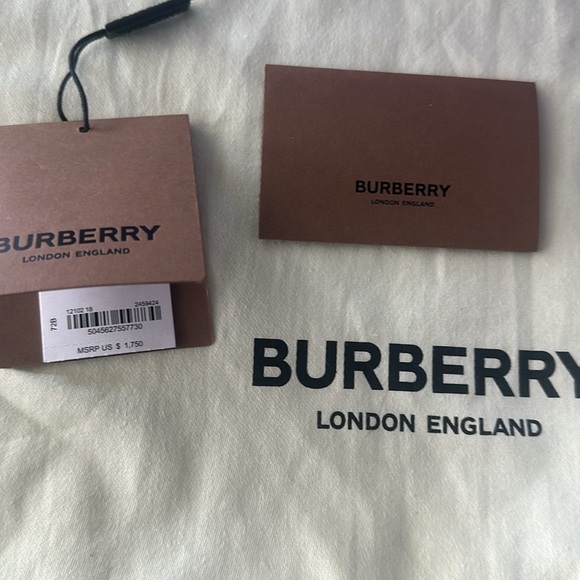 BURBERRY
LONDON ENGLAND
72B
12102 18 2459424
5045627557730
MSRP US $ 1,750
BURBERRY
LONDON ENGLAND
BURBERRY
LONDON ENGLAND